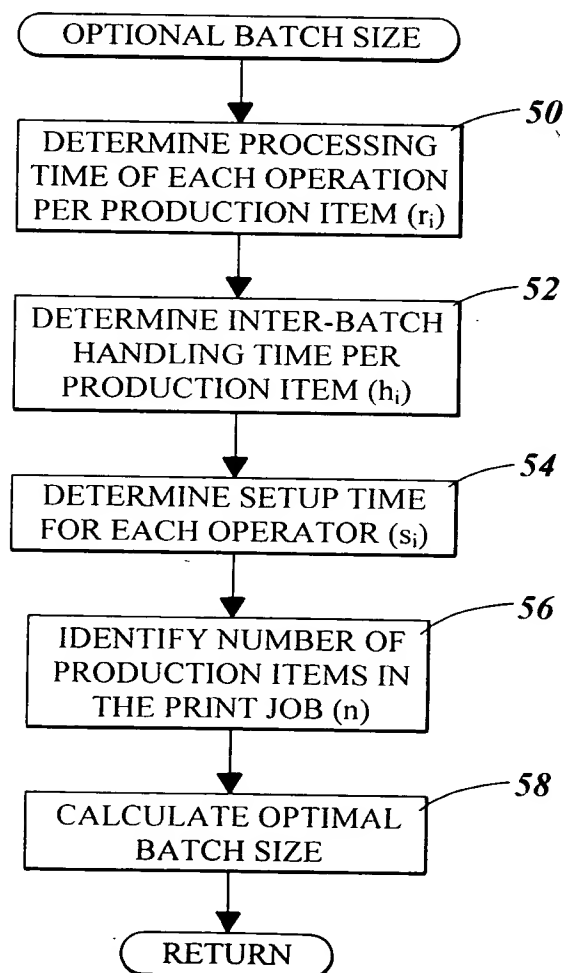 OPTIONAL BATCH SIZE
50
DETERMINE PROCESSING
TIME OF EACH OPERATION
PER PRODUCTION ITEM (ri)
52
DETERMINE INTER-BATCH
HANDLING TIME PER
PRODUCTION ITEM (hi)
54
DETERMINE SETUP TIME
FOR EACH OPERATOR (si)
56
IDENTIFY NUMBER OF
PRODUCTION ITEMS IN
THE PRINT JOB (n)
58
CALCULATE OPTIMAL
BATCH SIZE
RETURN